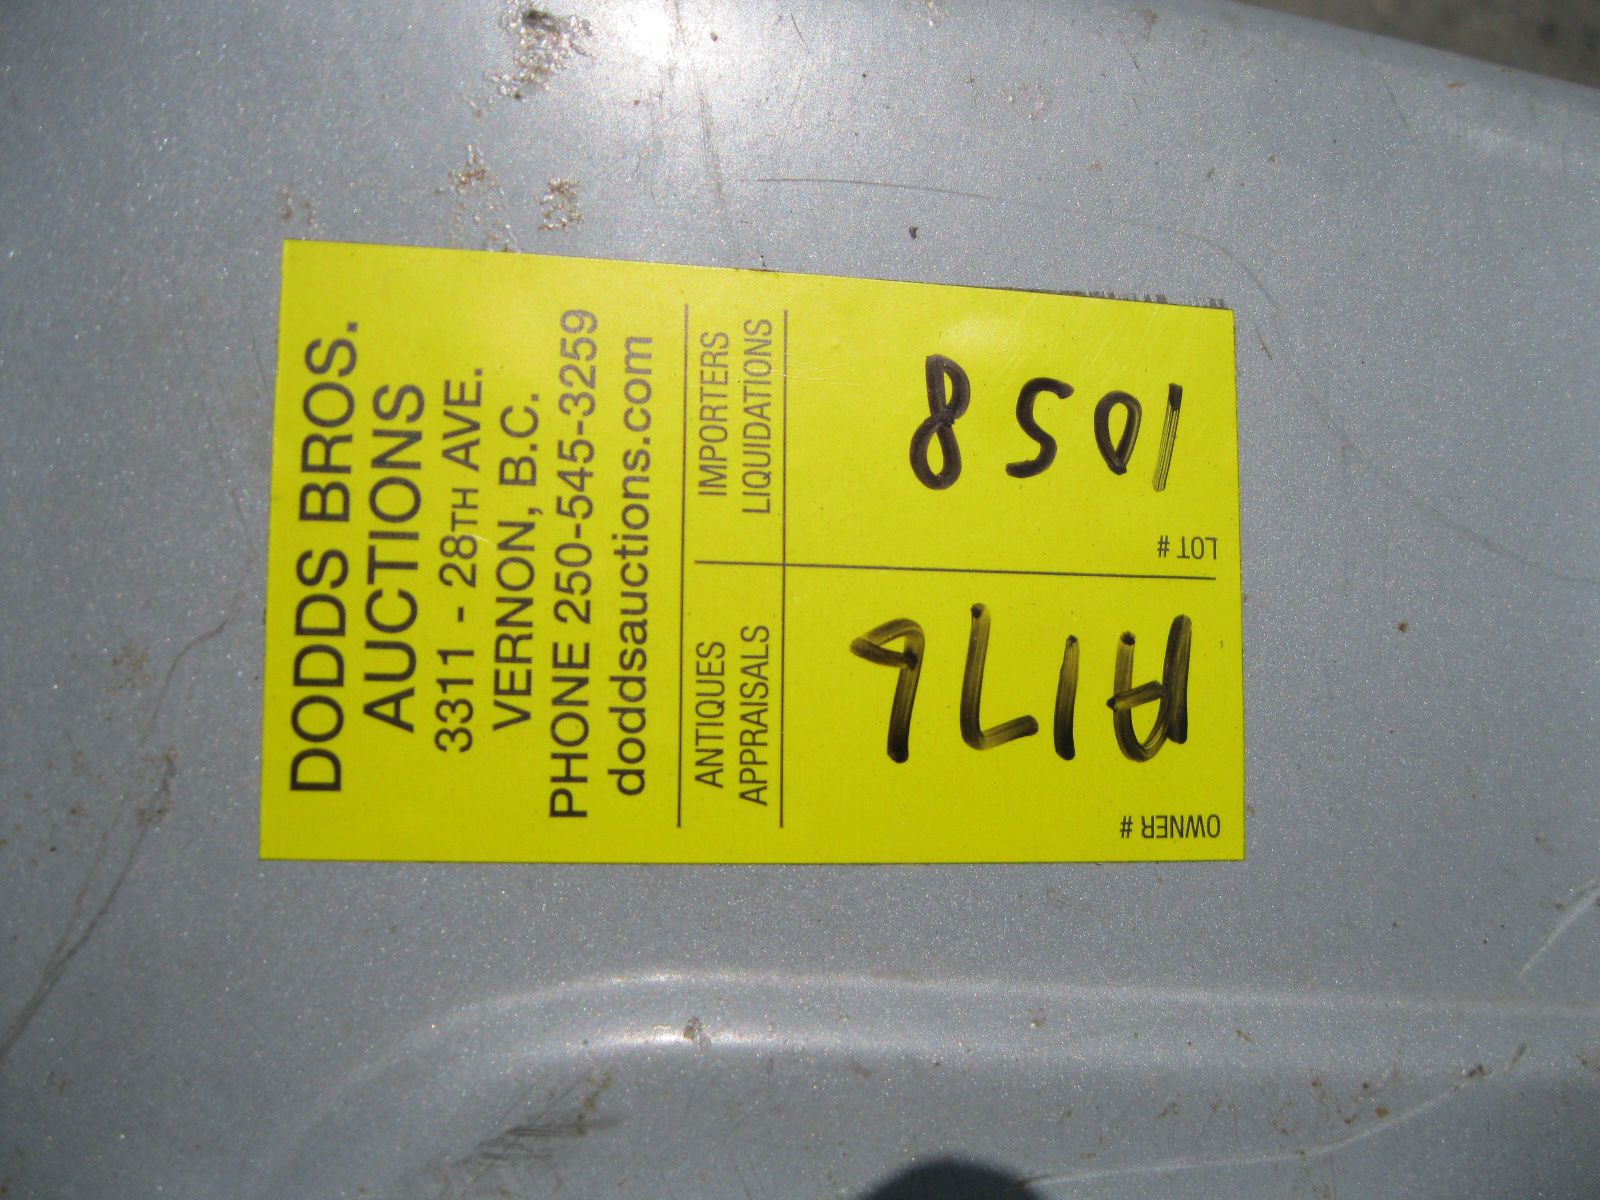 DODDS BROS.
AUCTIONS
3311 - 28TH AVE.
VERNON, B.C.
PHONE 250-545-3259
doddsauctions.com
ANTIQUES IMPORTERS
APPRAISALS LIQUIDATIONS
LOT # OWNER #
1058 A176